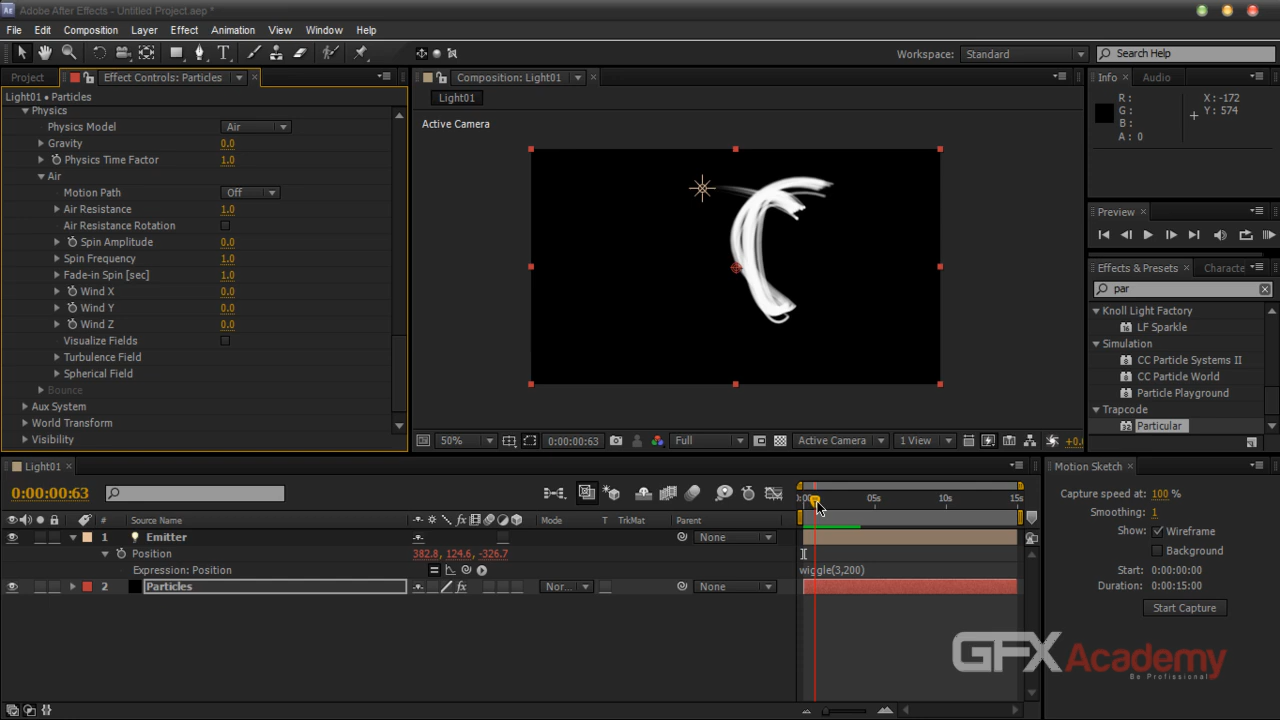 Adobe After Effects - Untitled Project.aep *
File Edit Composition Layer Effect Animation View Window Help
Workspace: Standard Search Help
Project Effect Controls: Particles
Light01 • Particles
Physics
Physics Model Air
Gravity 0.0
Physics Time Factor 1.0
Air
Motion Path Off
Air Resistance 1.0
Air Resistance Rotation
Spin Amplitude 0.0
Spin Frequency 1.0
Fade-in Spin [sec] 1.0
Wind X 0.0
Wind Y 0.0
Wind Z 0.0
Visualize Fields
Turbulence Field
Spherical Field
Bounce
Aux System
World Transform
Visibility
Composition: Light01
Light01
Active Camera
50% 0:00:00:63 Full Active Camera 1 View +0.
Info Audio
R :
G :
B :
A : 0
X : -172
Y : 574
Preview
Effects & Presets Characte
par
Knoll Light Factory
LF Sparkle
Simulation
CC Particle Systems II
CC Particle World
Particle Playground
Trapcode
Particular
Light01
0:00:00:63
05s 10s 15s
# Source Name Mode T TrkMat Parent
1 Emitter None
Position 382.8, 124.6, -326.7
Expression: Position wiggle(3,200)
2 Particles Nor... None
Motion Sketch
Capture speed at: 100 %
Smoothing: 1
Show: Wireframe
Background
Start: 0:00:00:00
Duration: 0:00:15:00
Start Capture
GFXAcademy
Be Profissional